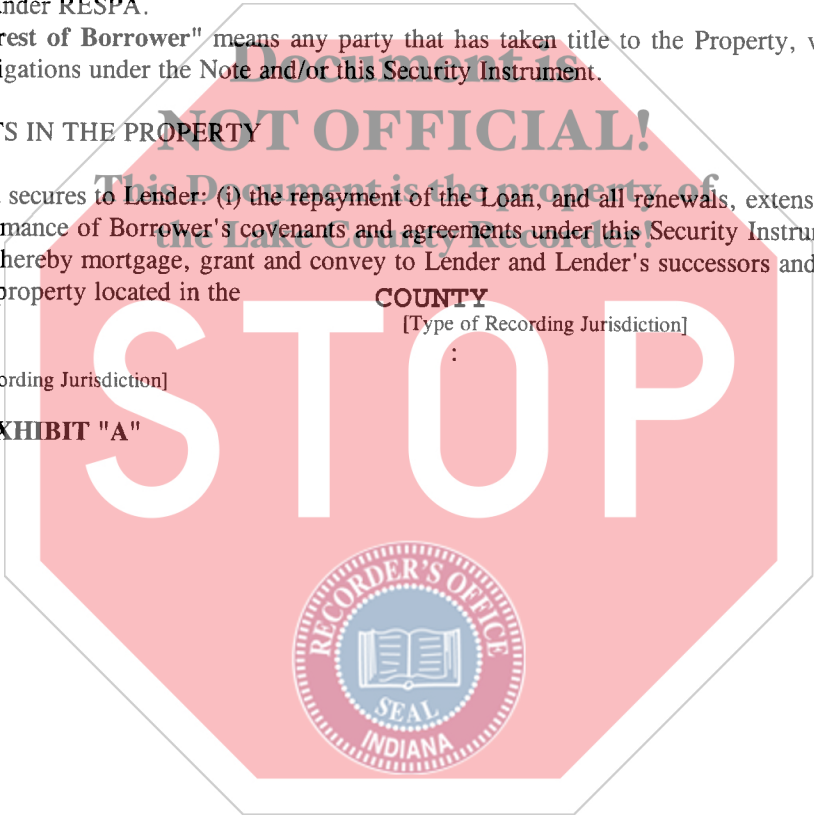 nder RESPA.
rest of Borrower" means any party that has taken title to the Property, v
igations under the Note and/or this Security Instrument.
Document is
NOT OFFICIAL!
This Document is the property of
the Lake County Recorder!
S IN THE PROPERTY
secures to Lender: (i) the repayment of the Loan, and all renewals, extens
mance of Borrower's covenants and agreements under this Security Instru
hereby mortgage, grant and convey to Lender and Lender's successors and
property located in the COUNTY
[Type of Recording Jurisdiction]
:
ording Jurisdiction]
XHIBIT "A"
STOP
RECORDER'S OFFICE
SEAL
INDIANA